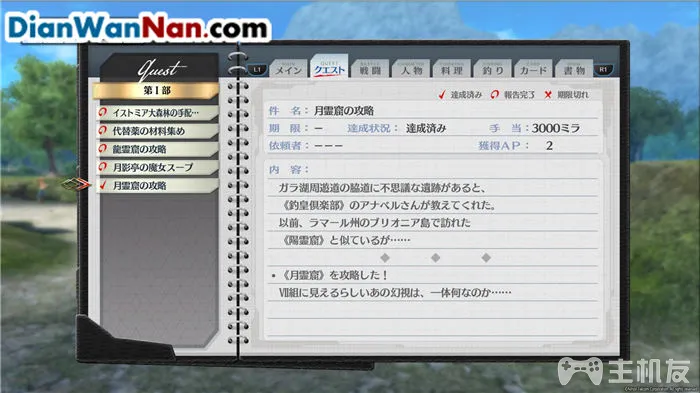 DianWanNan.com
quest
第Ⅰ部
イストミア大森林の手配…
代替薬の材料集め
龍霊窟の攻略
月影亭の魔女スープ
月霊窟の攻略
L1
メイン
QUEST
クエスト
BATTLE
戦闘
人物
料理
釣り
CARD
カード
書物
R1
達成済み
報告完了
期限切れ
件 名：月霊窟の攻略
期 限：－ 達成状況：達成済み 手 当：3000ミラ
依頼者：－－－ 獲得AP： 2
内 容：
ガラ湖周遊道の脇道に不思議な遺跡があると、
《釣皇倶楽部》のアナベルさんが教えてくれた。
以前、ラマール州のブリオニア島で訪れた
《陽霊窟》と似ているが……
・《月霊窟》を攻略した！
Ⅶ組に見えるらしいあの幻視は、一体何なのか……
主机友
©Nihon Falcom Corporation. All rights reserved.